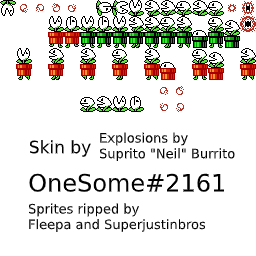 Skin by
Explosions by
Suprito "Neil" Burrito
OneSome#2161
Sprites ripped by
Fleepa and Superjustinbros